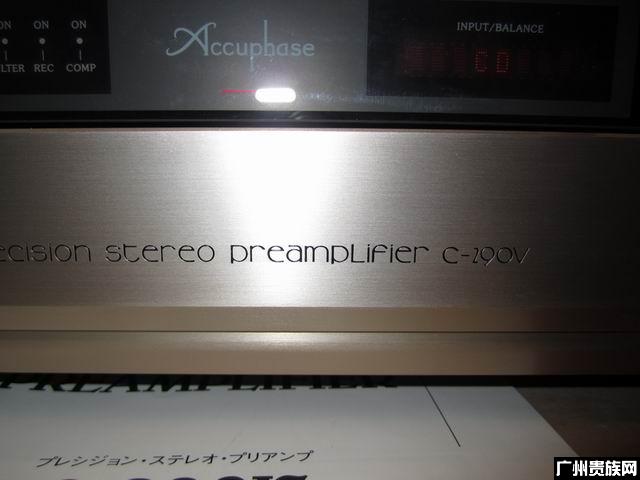 ON ON ON
LTER REC COMP
Accuphase
INPUT/BALANCE
CD
ecision stereo preamplifier C-290V
PREAMPLIFIER
プレシジョン・ステレオ・プリアンプ
广州贵族网